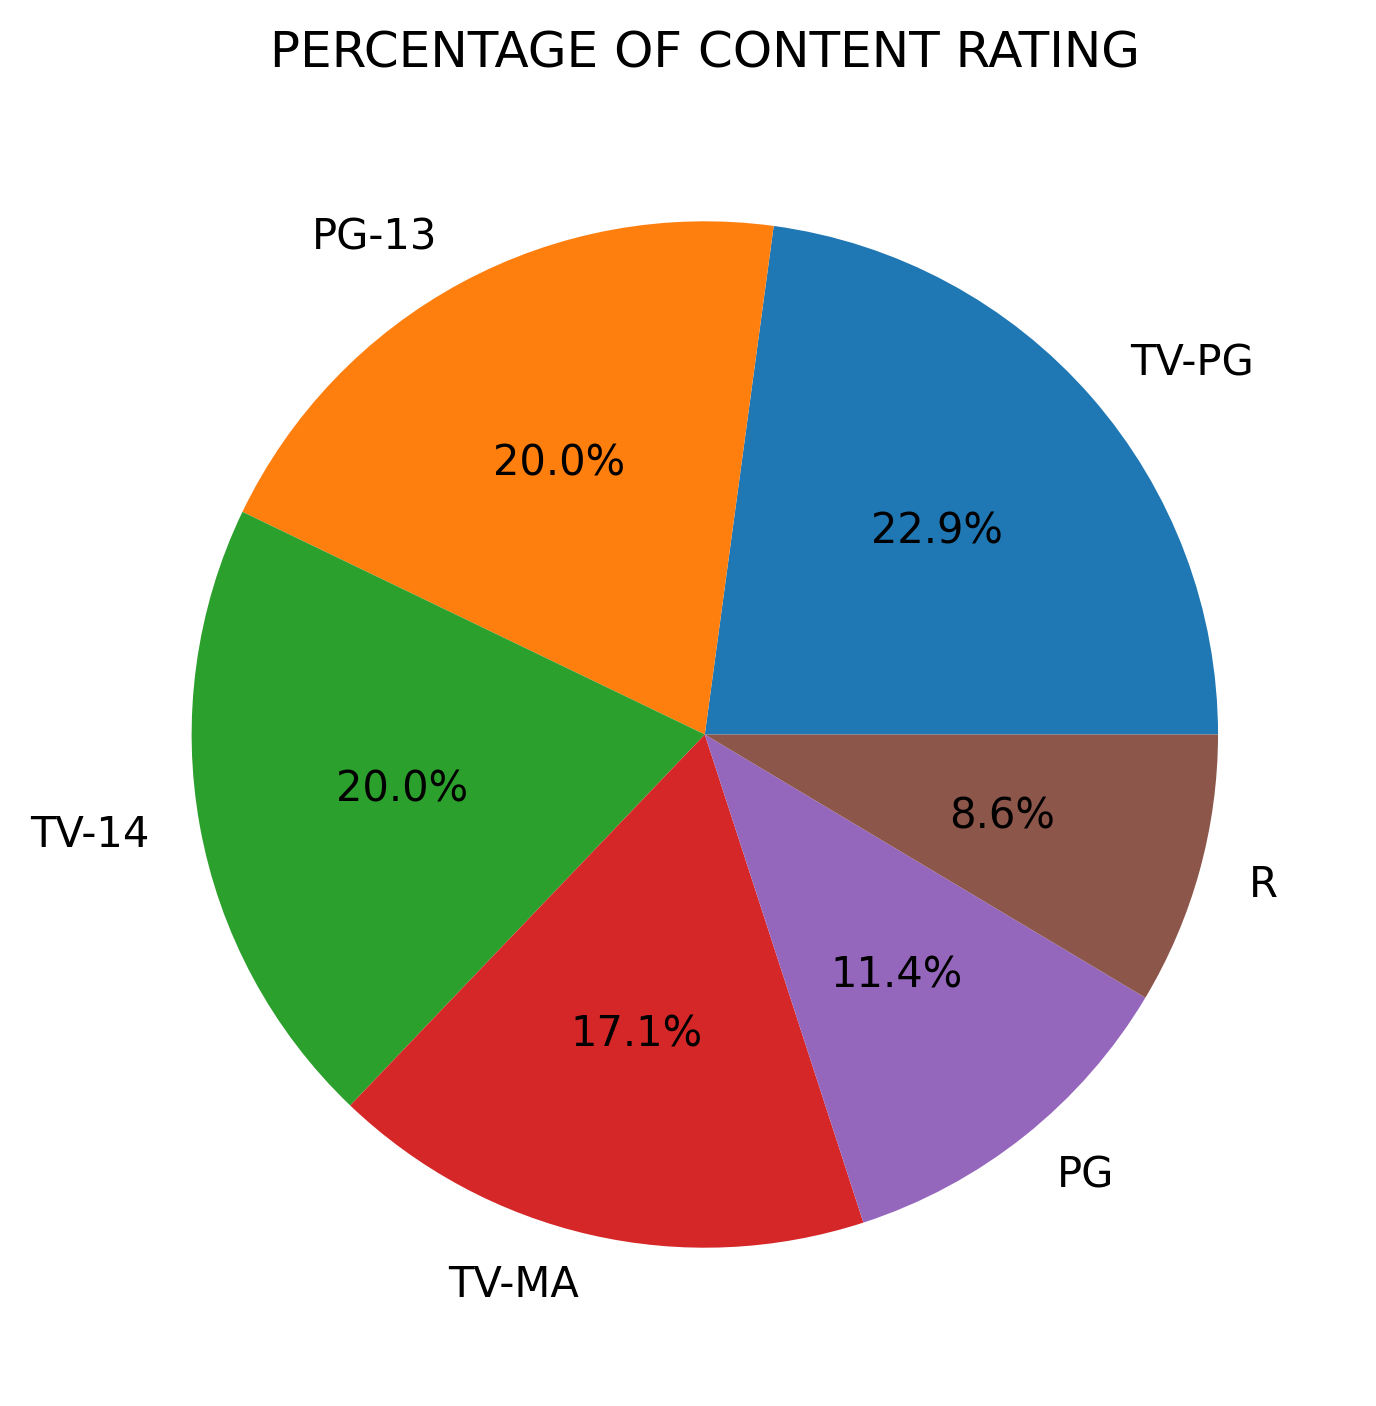 PERCENTAGE OF CONTENT RATING
PG-13
TV-PG
20.0%
22.9%
20.0%
8.6%
TV-14
R
11.4%
17.1%
PG
TV-MA